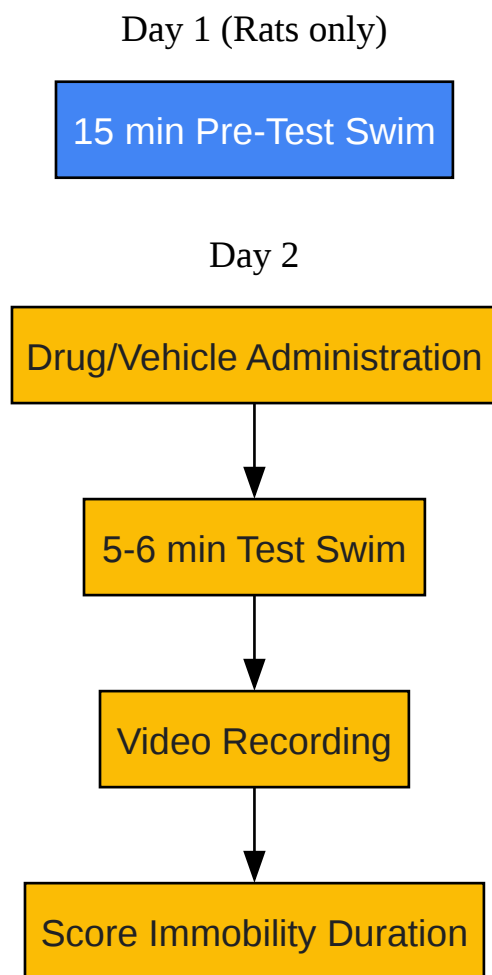 Day 1 (Rats only)
15 min Pre-Test Swim
Day 2
Drug/Vehicle Administration
5-6 min Test Swim
Video Recording
Score Immobility Duration